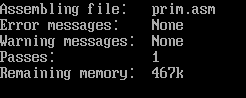 Assembling file:   prim.asm
Error messages:    None
Warning messages:  None
Passes:            1
Remaining memory:  467k